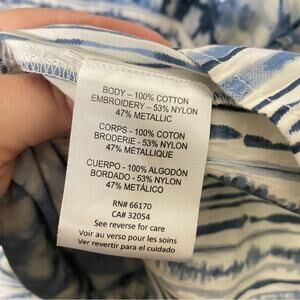 BODY – 100% COTTON
EMBROIDERY – 53% NYLON
47% METALLIC
CORPS - 100% COTON
BRODERIE - 53% NYLON
47% MÉTALLIQUE
CUERPO - 100% ALGODÓN
BORDADO - 53% NYLON
47% METÁLICO
RN# 66170
CA# 32054
See reverse for care
Voir au verso pour les soins
Ver revertir para el cuidado